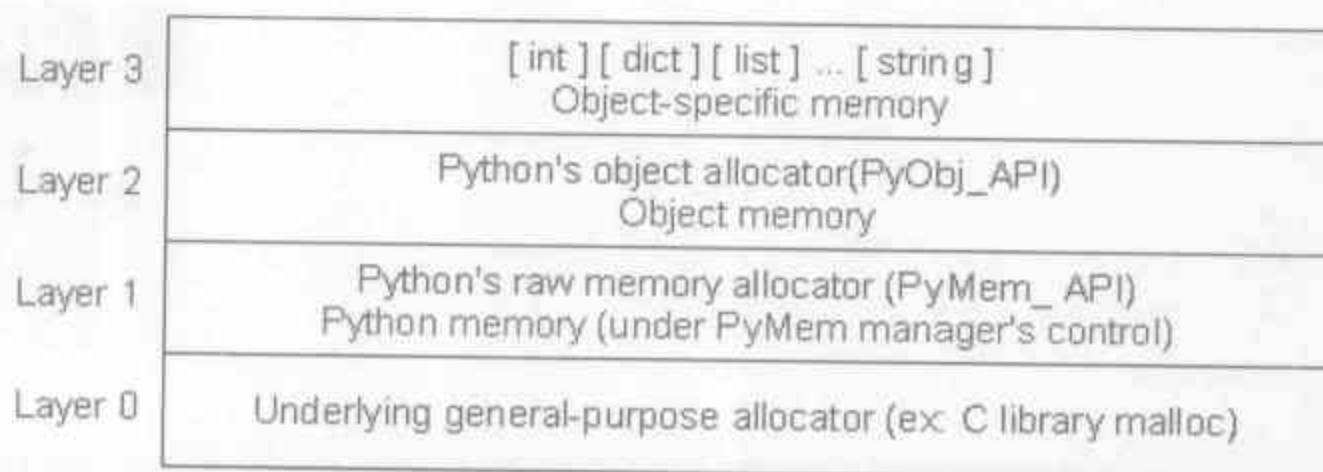 Layer 3
[ int ] [ dict ] [ list ] ... [ string ]
Object-specific memory
Layer 2
Python's object allocator(PyObj_API)
Object memory
Layer 1
Python's raw memory allocator (PyMem_ API)
Python memory (under PyMem manager's control)
Layer 0
Underlying general-purpose allocator (ex: C library malloc)